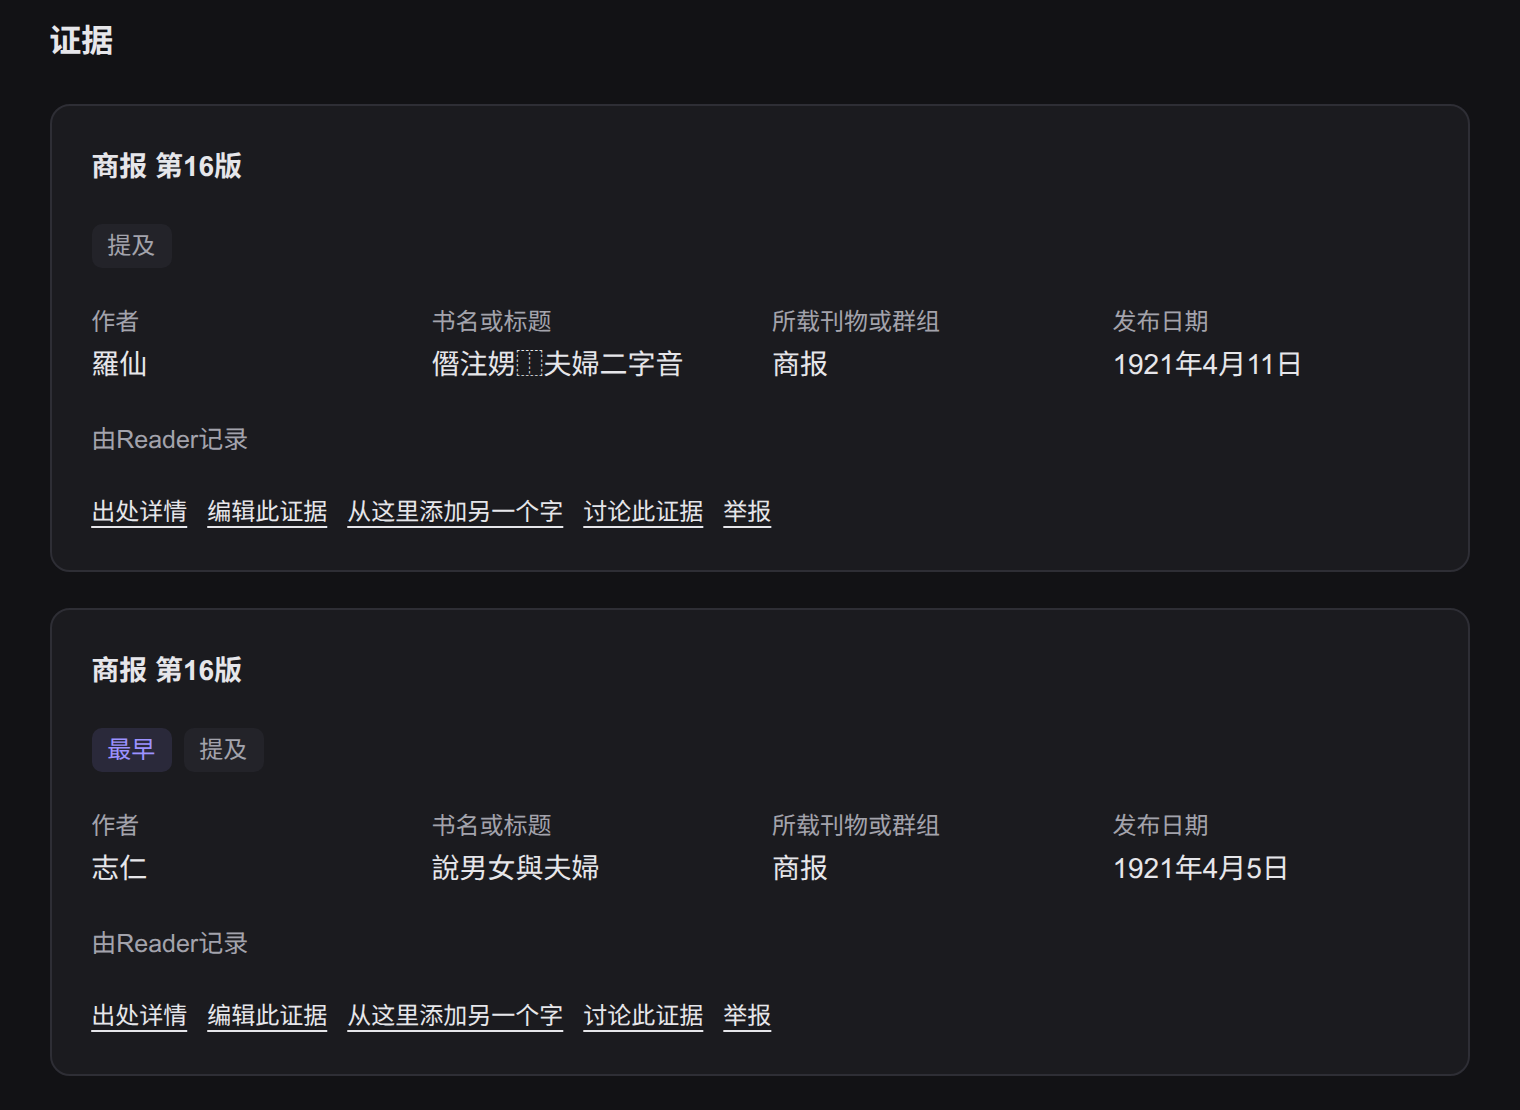 证据
商报 第16版
提及
作者 书名或标题 所载刊物或群组 发布日期
羅仙 僭注娚⿲夫婦二字音 商报 1921年4月11日
由Reader记录
出处详情 编辑此证据 从这里添加另一个字 讨论此证据 举报
商报 第16版
最早 提及
作者 书名或标题 所载刊物或群组 发布日期
志仁 說男女與夫婦 商报 1921年4月5日
由Reader记录
出处详情 编辑此证据 从这里添加另一个字 讨论此证据 举报